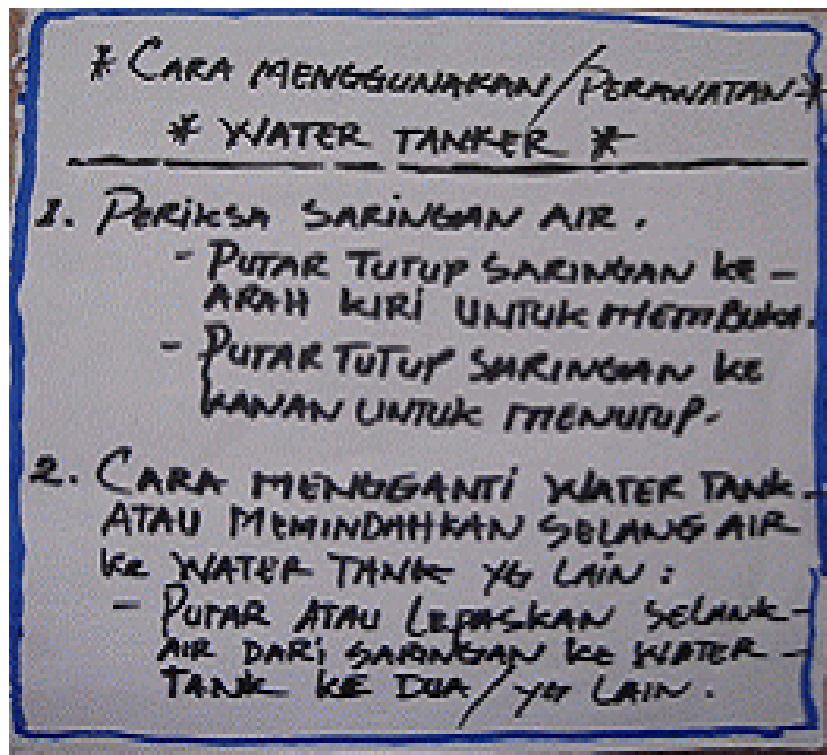 * CARA MENGGUNAKAN/PERAWATAN *
* WATER TANKER *
1. PERIKSA SARINGAN AIR.
- PUTAR TUTUP SARINGAN KE -
ARAH KIRI UNTUK MEMBUKA.
- PUTAR TUTUP SARINGAN KE
KANAN UNTUK MENUTUP.
2. CARA MENGGANTI WATER TANK -
ATAU MEMINDAHKAN SELANG AIR
KE WATER TANK YG LAIN :
- PUTAR ATAU LEPASKAN SELANK -
AIR DARI SARINGAN KE WATER -
TANK KE DUA / YG LAIN.